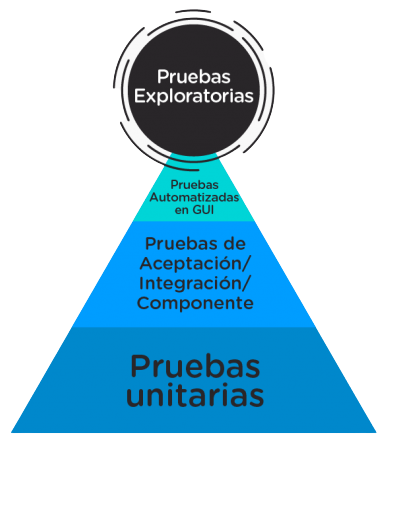 Pruebas
Exploratorias
Pruebas
Automatizadas
en GUI
Pruebas de
Aceptación/
Integración/
Componente
Pruebas
unitarias